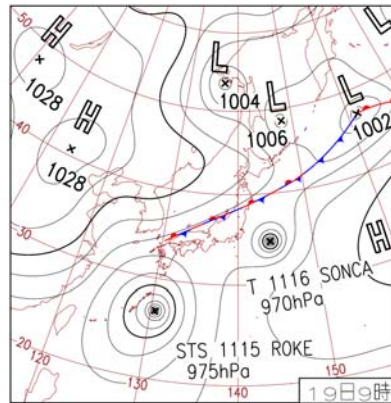 50
H
1028
H
1028
40
30
20
L
1004
L
1006
L
1002
L
H
T 1116 SONCA
970hPa
STS 1115 ROKE
975hPa
130
140
150
19日9時